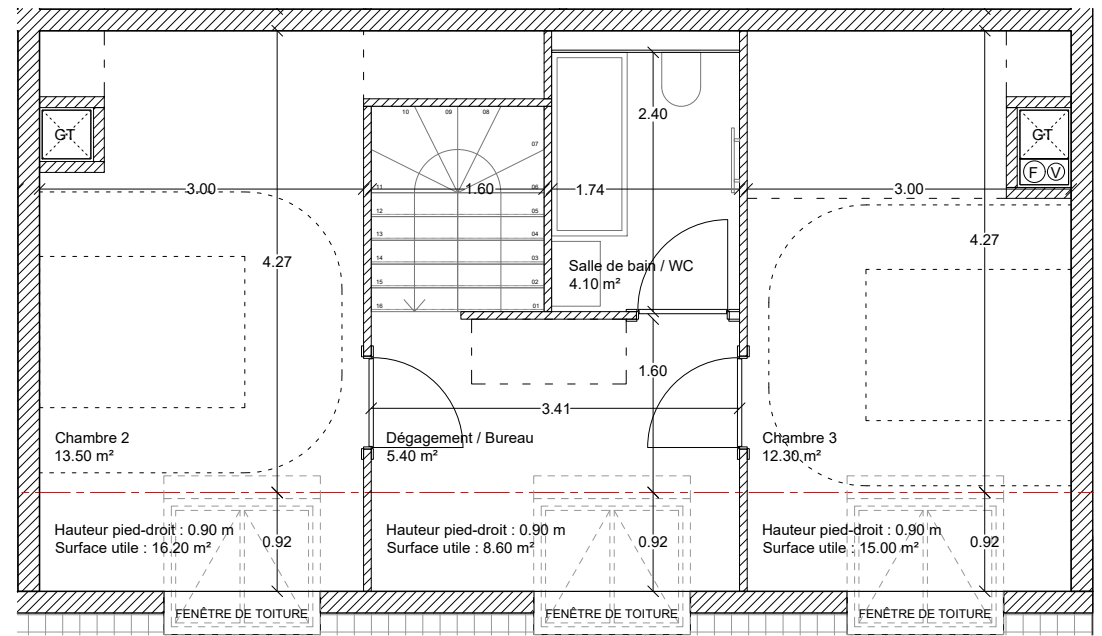 10
09
08
2.40
GT
GT
07
F
V
3.00
11
1.60
06
1.74
3.00
12
05
13
04
4.27
4.27
14
03
Salle de bain / WC
4.10 m²
15
02
16
01
1.60
3.41
Chambre 2
13.50 m²
Dégagement / Bureau
5.40 m²
Chambre 3
12.30 m²
Hauteur pied-droit : 0.90 m
Surface utile : 16.20 m²
0.92
Hauteur pied-droit : 0.90 m
Surface utile : 8.60 m²
0.92
Hauteur pied-droit : 0.90 m
Surface utile : 15.00 m²
0.92
FENÊTRE DE TOITURE
FENÊTRE DE TOITURE
FENÊTRE DE TOITURE